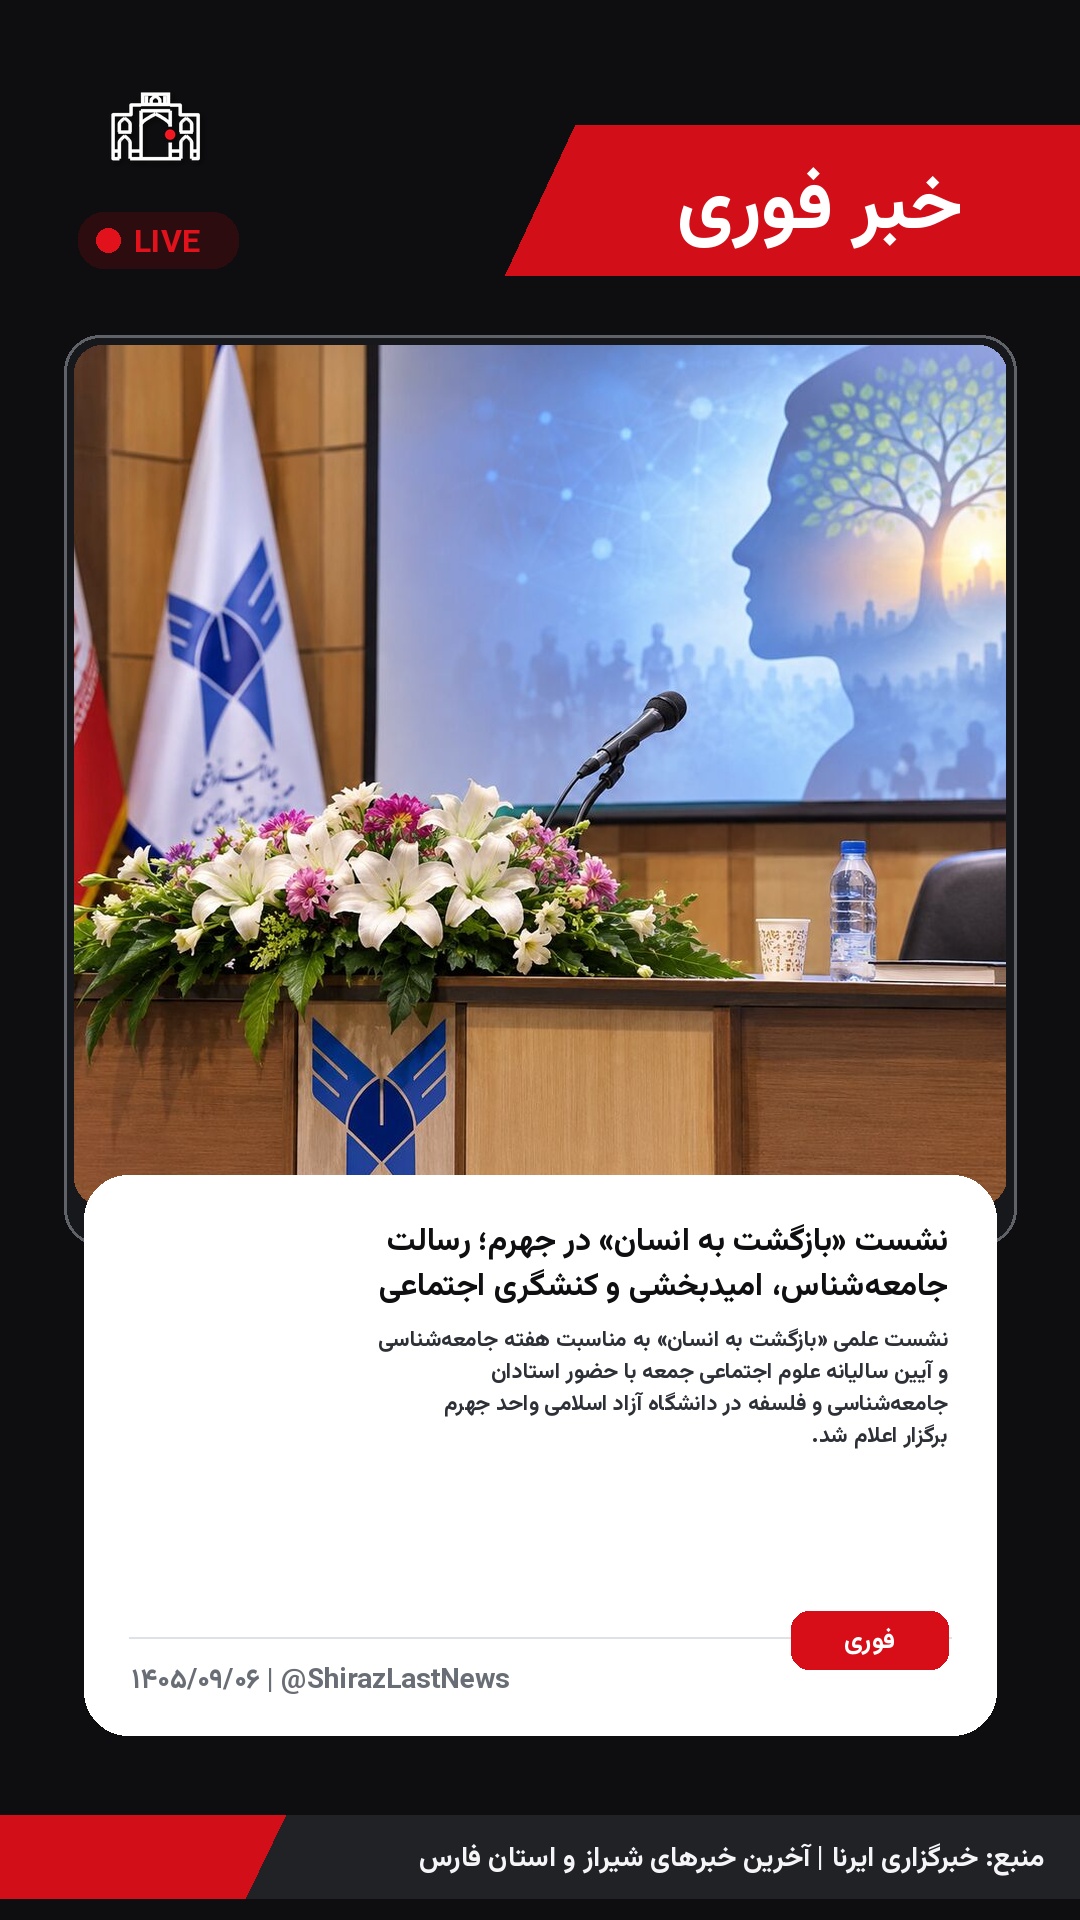 خبر فوری
LIVE
نشست «بازگشت به انسان» در جهرم؛ رسالت
جامعه‌شناس، امیدبخشی و کنشگری اجتماعی
نشست علمی «بازگشت به انسان» به مناسبت هفته جامعه‌شناسی
و آیین سالیانه علوم اجتماعی جمعه با حضور استادان
جامعه‌شناسی و فلسفه در دانشگاه آزاد اسلامی واحد جهرم
برگزار اعلام شد.
فوری
۱۴۰۵/۰۹/۰۶ | @ShirazLastNews
منبع: خبرگزاری ایرنا | آخرین خبرهای شیراز و استان فارس